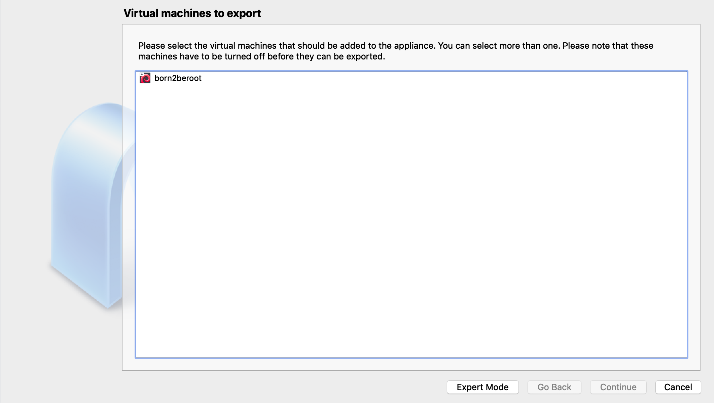 Virtual machines to export
Please select the virtual machines that should be added to the appliance. You can select more than one. Please note that these
machines have to be turned off before they can be exported.
born2beroot
Expert Mode
Go Back
Continue
Cancel